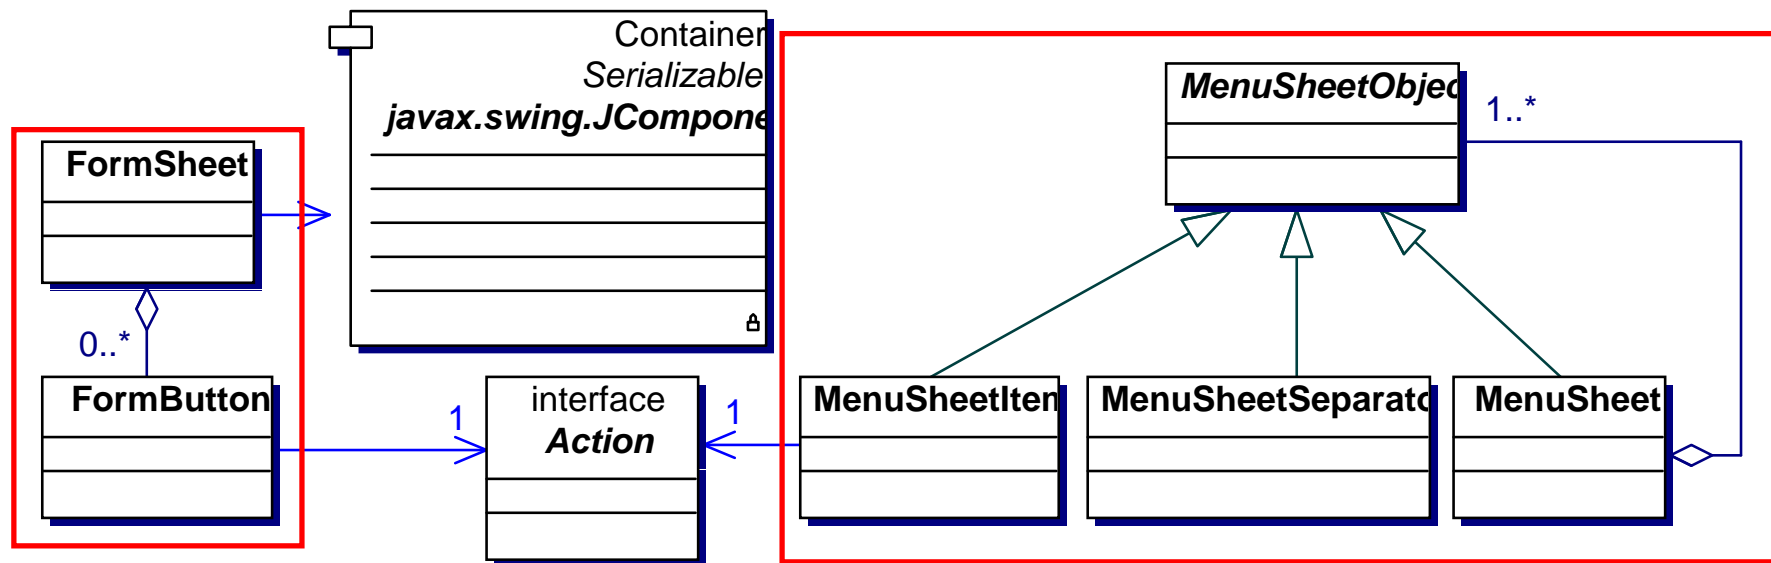 Container
Serializable
javax.swing.JCompone
MenuSheetObjec
1..*
FormSheet
0..*
FormButton
1
interface
Action
1
MenuSheetIten
MenuSheetSeparato
MenuSheet